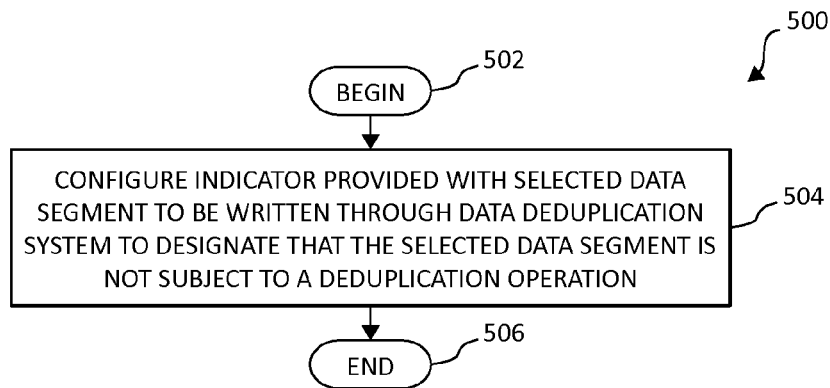 500
502
BEGIN
CONFIGURE INDICATOR PROVIDED WITH SELECTED DATA
SEGMENT TO BE WRITTEN THROUGH DATA DEDUPLICATION
SYSTEM TO DESIGNATE THAT THE SELECTED DATA SEGMENT IS
NOT SUBJECT TO A DEDUPLICATION OPERATION
504
END
506